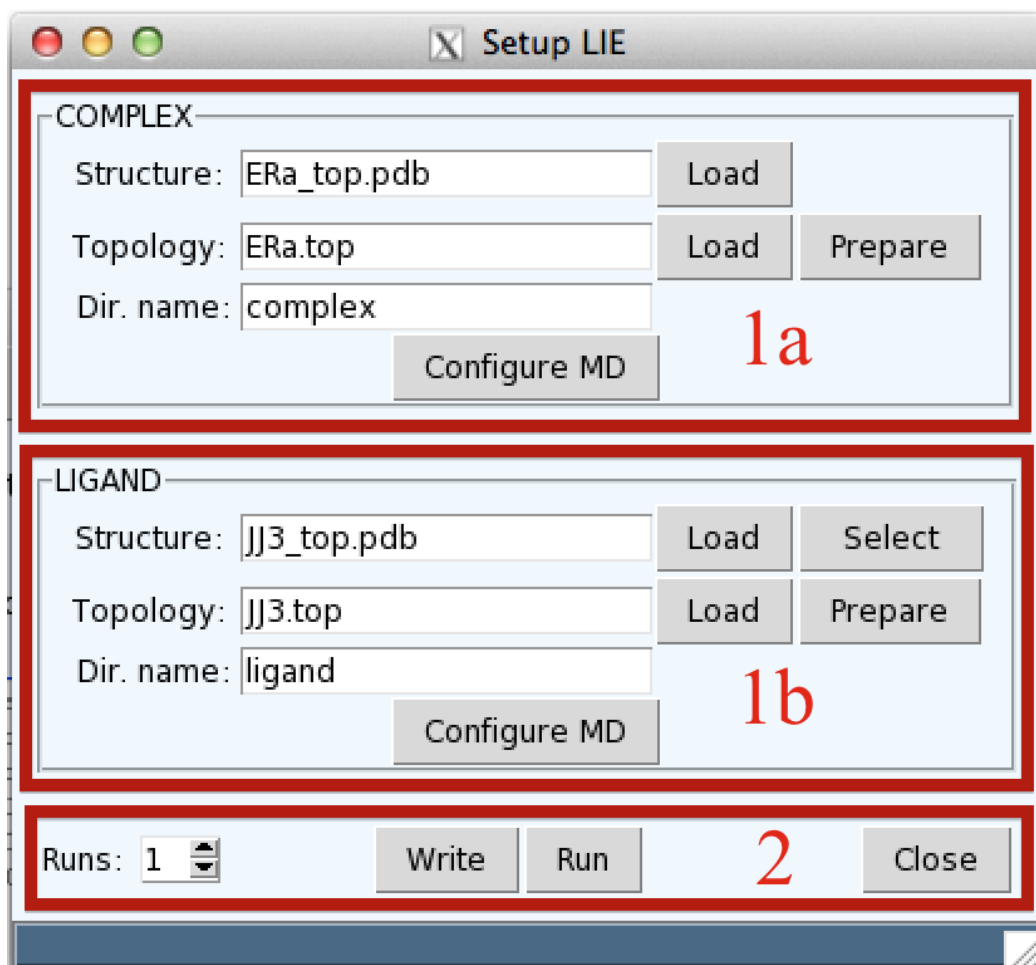 X Setup LIE
COMPLEX
Structure: ERa_top.pdb Load
Topology: ERa.top Load Prepare
Dir. name: complex
1a
Configure MD
LIGAND
Structure: JJ3_top.pdb Load Select
Topology: JJ3.top Load Prepare
Dir. name: ligand
1b
Configure MD
Runs: 1 Write Run 2 Close